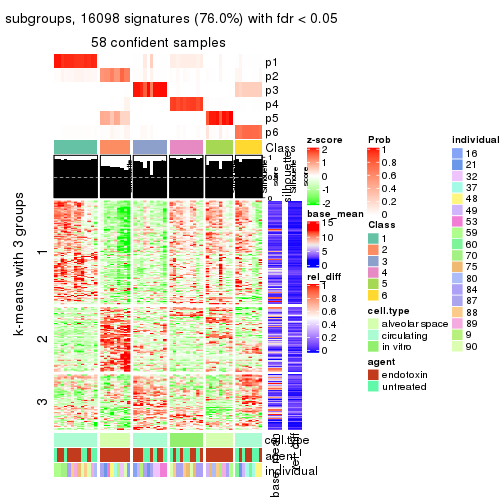 subgroups, 16098 signatures (76.0%) with fdr < 0.05
58 confident samples
p1
p2
p3
p4
p5
p6
Class
silhouette score
1
0.5
0
k-means with 3 groups
1
2
3
cell.type
agent
individual
base_mean
rel_diff
z-score
2
1
0
-1
-2
base_mean
15
10
5
0
rel_diff
1
0.8
0.6
0.4
0.2
0
Prob
1
0.8
0.6
0.4
0.2
0
Class
1
2
3
4
5
6
cell.type
alveolar space
circulating
in vitro
agent
endotoxin
untreated
individual
16
21
32
37
48
49
53
59
60
70
75
80
84
87
88
89
9
90